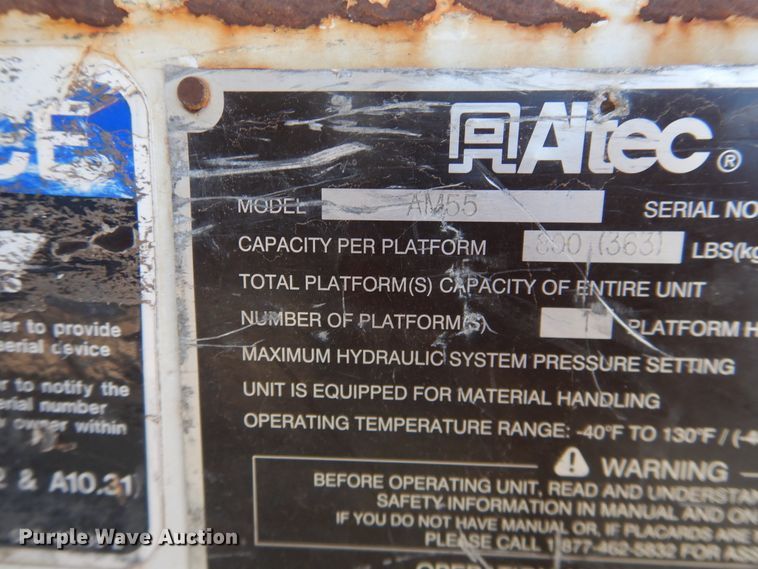 CE
er to provide
aerial device
er to notify the
erial number
owner within
& A10.31)
Altec®
MODEL AM55 SERIAL NO
CAPACITY PER PLATFORM 800 (363) LBS(kg
TOTAL PLATFORM(S) CAPACITY OF ENTIRE UNIT
NUMBER OF PLATFORM(S) 1 PLATFORM H
MAXIMUM HYDRAULIC SYSTEM PRESSURE SETTING
UNIT IS EQUIPPED FOR MATERIAL HANDLING
OPERATING TEMPERATURE RANGE: -40°F TO 130°F / (-4
WARNING
BEFORE OPERATING UNIT, READ AND UNDERSTAN
SAFETY INFORMATION IN MANUAL AND ON
IF YOU DO NOT HAVE MANUAL OR, IF PLACARDS ARE
PLEASE CALL 1 877-462-5832 FOR ASS
Purple Wave Auction